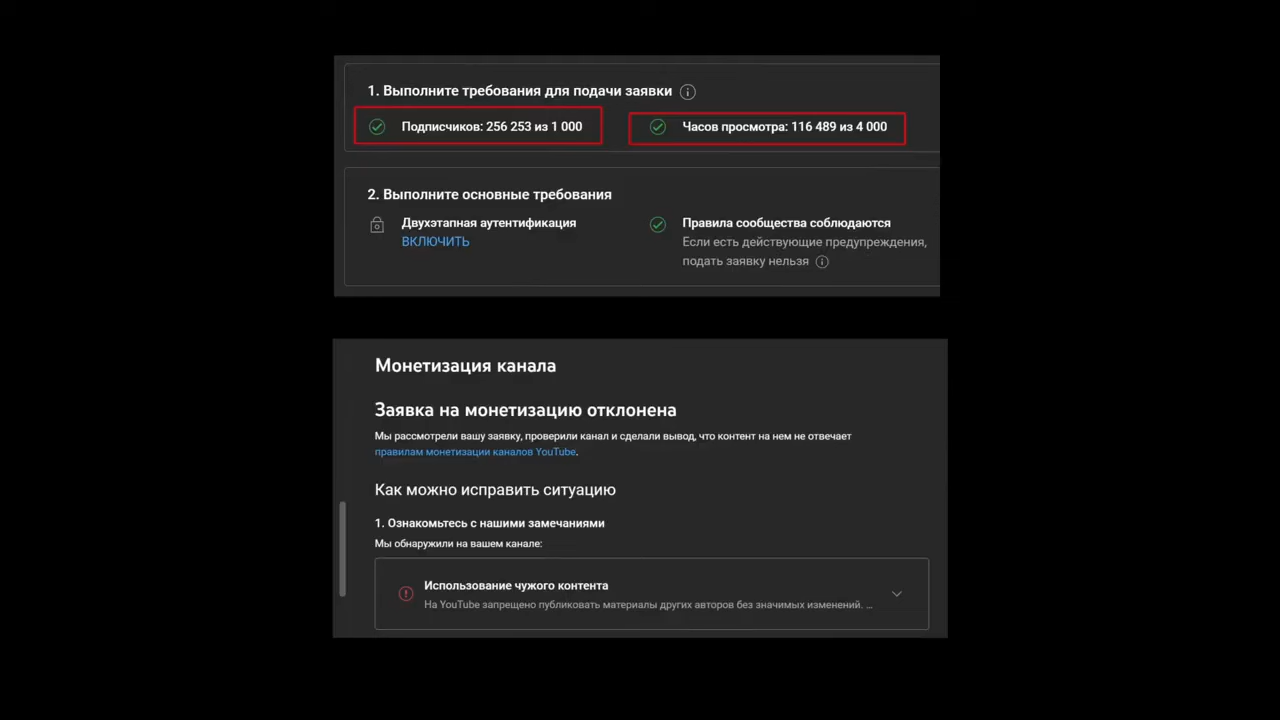 1. Выполните требования для подачи заявки
Подписчиков: 256 253 из 1 000
Часов просмотра: 116 489 из 4 000
2. Выполните основные требования
Двухэтапная аутентификация
ВКЛЮЧИТЬ
Правила сообщества соблюдаются
Если есть действующие предупреждения,
подать заявку нельзя
Монетизация канала
Заявка на монетизацию отклонена
Мы рассмотрели вашу заявку, проверили канал и сделали вывод, что контент на нем не отвечает
правилам монетизации каналов YouTube.
Как можно исправить ситуацию
1. Ознакомьтесь с нашими замечаниями
Мы обнаружили на вашем канале:
Использование чужого контента
На YouTube запрещено публиковать материалы других авторов без значимых изменений. ...